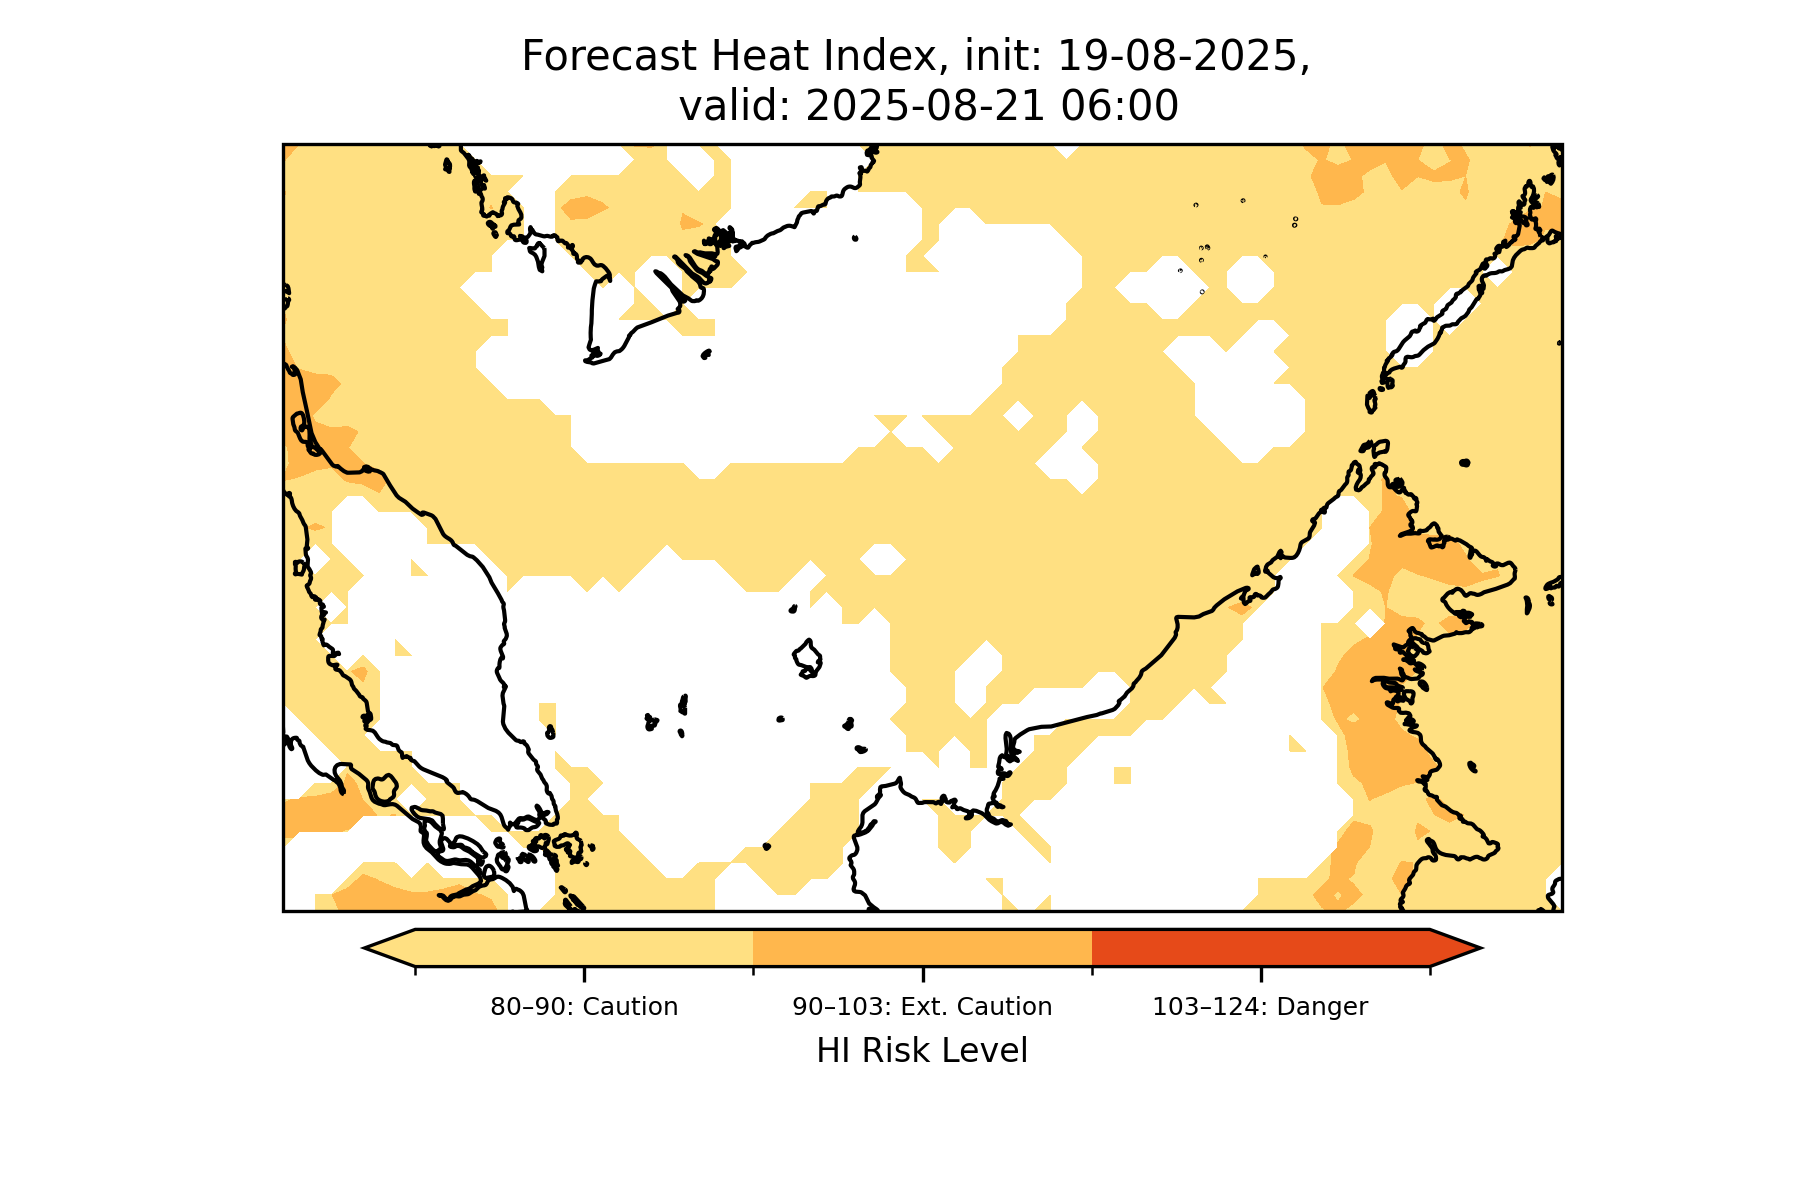 Forecast Heat Index, init: 19-08-2025,
valid: 2025-08-21 06:00
80–90: Caution
90–103: Ext. Caution
103–124: Danger
HI Risk Level